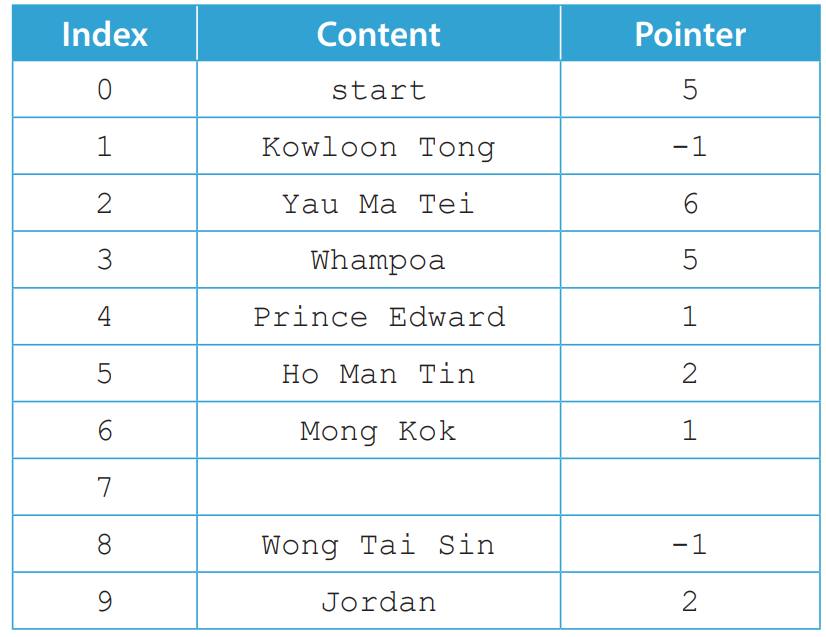 Index Content Pointer
0 start 5
1 Kowloon Tong -1
2 Yau Ma Tei 6
3 Whampoa 5
4 Prince Edward 1
5 Ho Man Tin 2
6 Mong Kok 1
7
8 Wong Tai Sin -1
9 Jordan 2